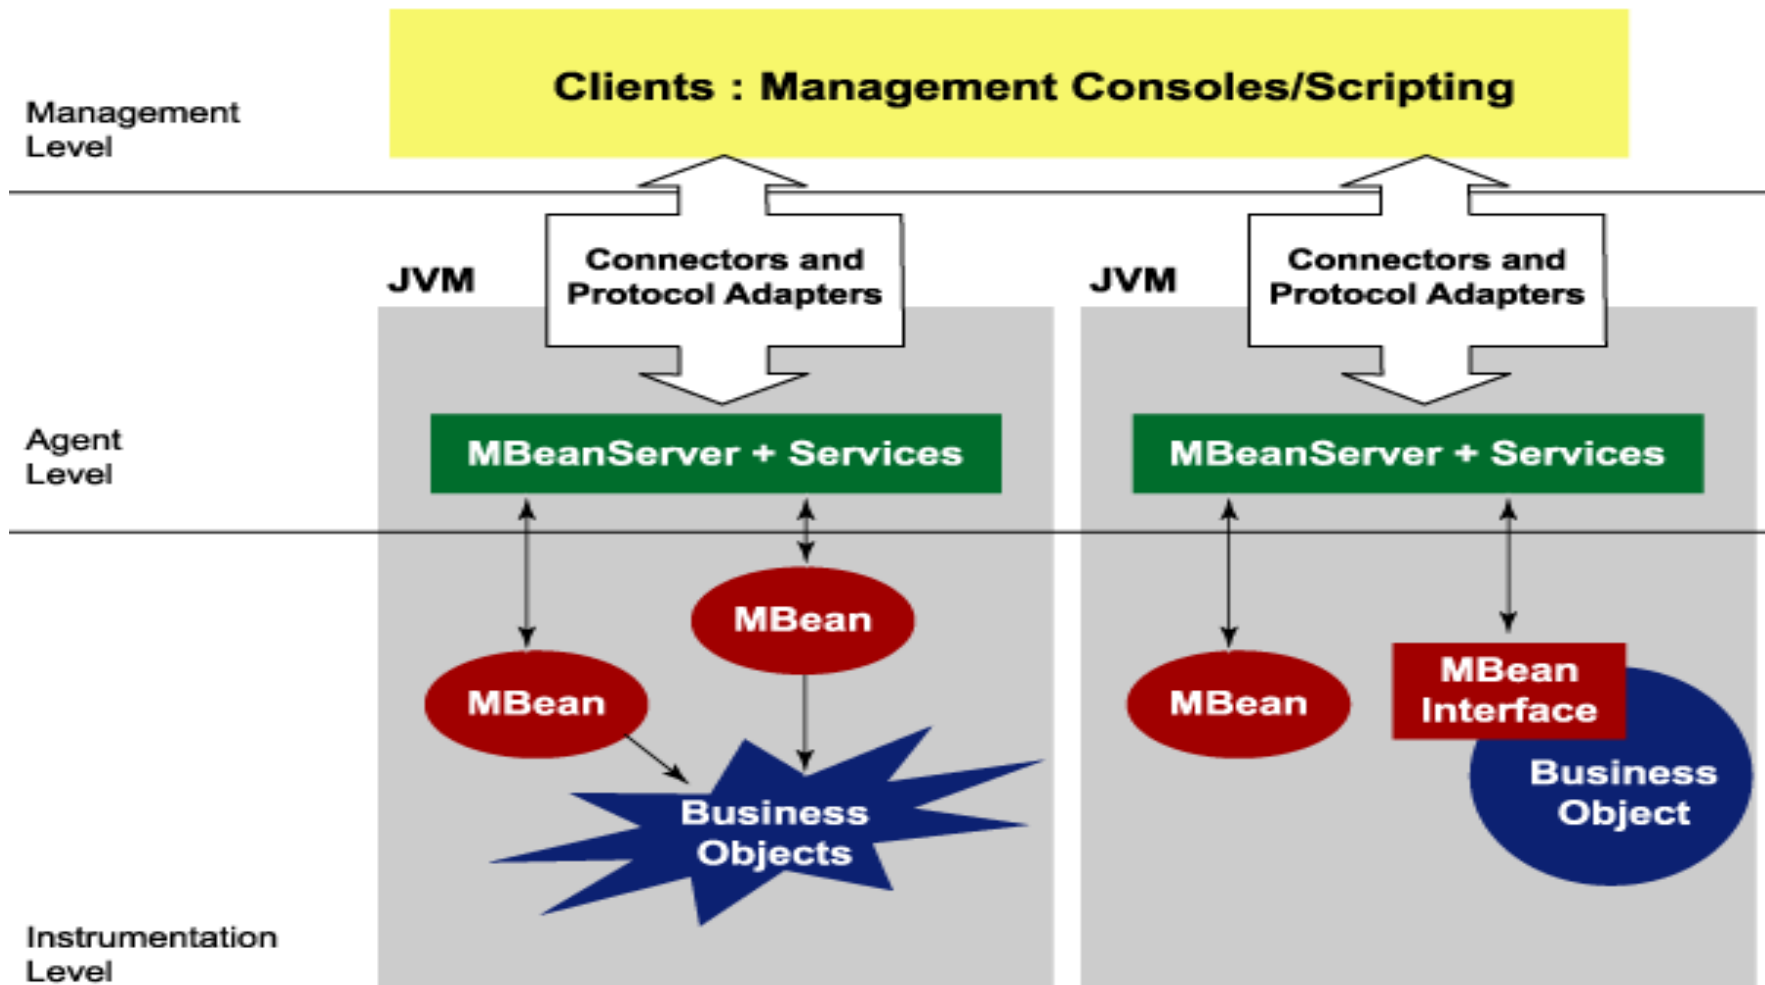 Clients : Management Consoles/Scripting
Management
Level
Connectors and
Protocol Adapters
JVM
Connectors and
Protocol Adapters
JVM
Agent
Level
MBeanServer + Services
MBeanServer + Services
MBean
MBean
Business
Objects
MBean
MBean
Interface
Business
Object
Instrumentation
Level